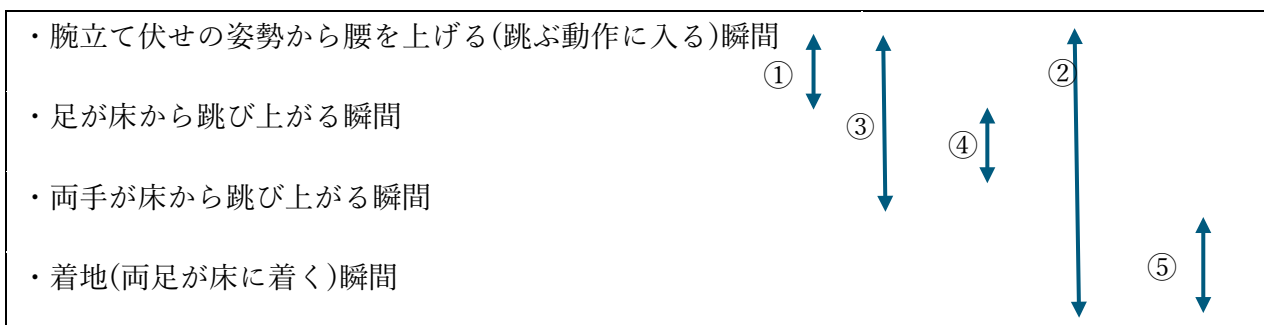 ・腕立て伏せの姿勢から腰を上げる(跳ぶ動作に入る)瞬間
①
②
・足が床から跳び上がる瞬間
③
④
・両手が床から跳び上がる瞬間
・着地(両足が床に着く)瞬間
⑤